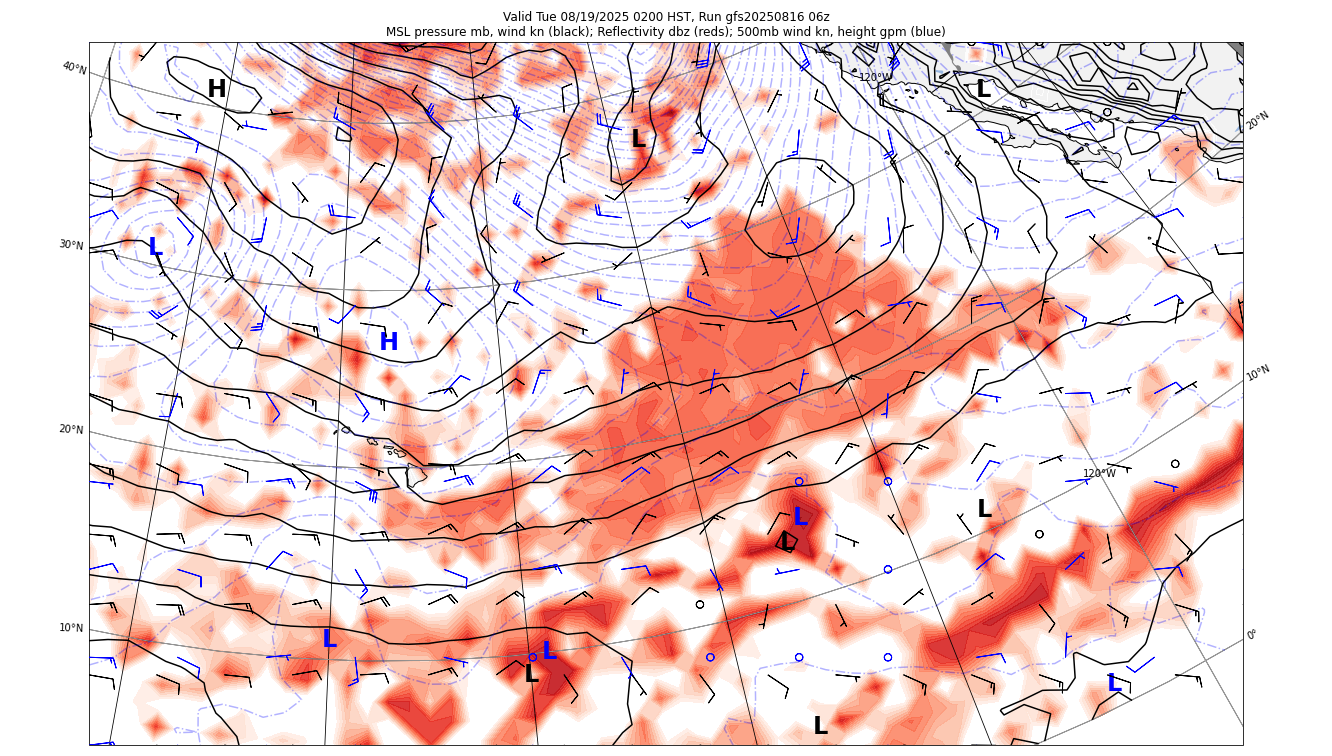 Valid Tue 08/19/2025 0200 HST, Run gfs20250816 06z
MSL pressure mb, wind kn (black); Reflectivity dbz (reds); 500mb wind kn, height gpm (blue)
40°N
H
120°W
L
20°N
L
30°N
L
H
10°N
20°N
120°W
L
L
L
10°N
L
L
0°
L
L
L